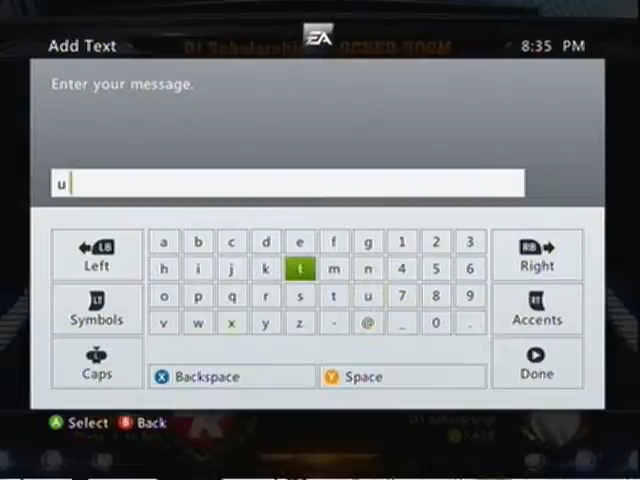 EA
Add Text
8:35 PM
Enter your message.
u
a b c d e f g 1 2 3
h i j k l m n 4 5 6
o p q r s t u 7 8 9
v w x y z - @ _ 0 .
LB
Left
LT
Symbols
L
Caps
RB
Right
RT
Accents
Done
X Backspace
Y Space
A Select B Back